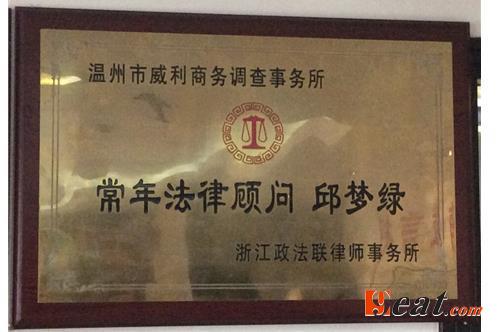 温州市威利商务调查事务所
常年法律顾问 邱梦绿
浙江政法联律师事务所
9eat.com